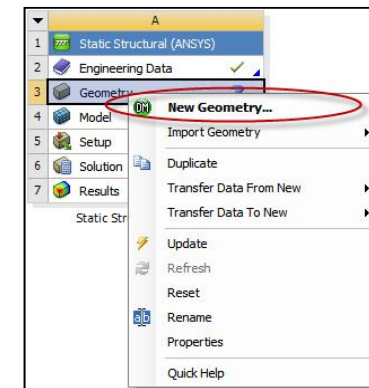 A
1 Static Structural (ANSYS)
2 Engineering Data
3 Geometry
4 Model
5 Setup
6 Solution
7 Results
Static Str
DM New Geometry...
Import Geometry
Duplicate
Transfer Data From New
Transfer Data To New
Update
Refresh
Reset
ab Rename
Properties
Quick Help